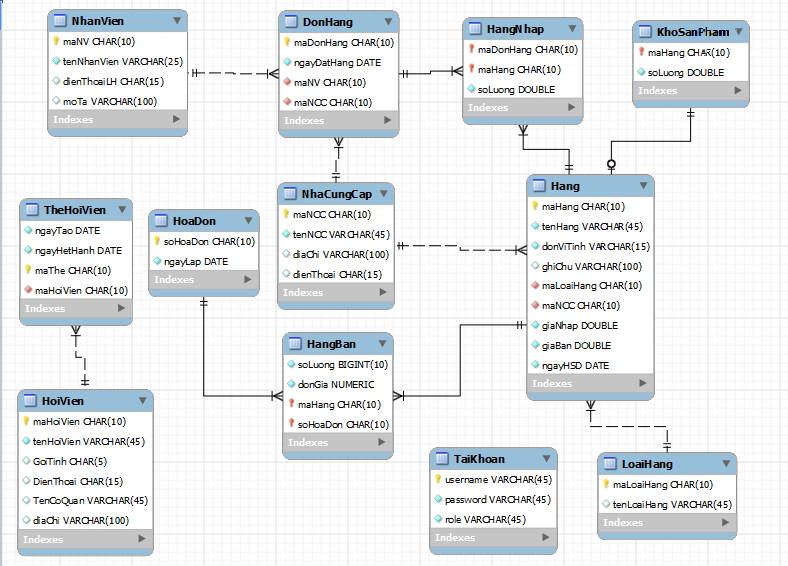 NhanVien
maNV CHAR(10)
tenNhanVien VARCHAR(25)
dienThoaiLH CHAR(15)
moTa VARCHAR(100)
Indexes
DonHang
maDonHang CHAR(10)
ngayDatHang DATE
maNV CHAR(10)
maNCC CHAR(10)
Indexes
HangNhap
maDonHang CHAR(10)
maHang CHAR(10)
soLuong DOUBLE
Indexes
KhoSanPham
maHang CHAR(10)
soLuong DOUBLE
Indexes
TheHoiVien
ngayTao DATE
ngayHetHanh DATE
maThe CHAR(10)
maHoiVien CHAR(10)
Indexes
HoaDon
soHoaDon CHAR(10)
ngayLap DATE
Indexes
NhaCungCap
maNCC CHAR(10)
tenNCC VARCHAR(45)
diaChi VARCHAR(100)
dienThoai CHAR(15)
Indexes
Hang
maHang CHAR(10)
tenHang VARCHAR(45)
donViTinh VARCHAR(15)
ghiChu VARCHAR(100)
maLoaiHang CHAR(10)
maNCC CHAR(10)
giaNhap DOUBLE
giaBan DOUBLE
ngayHSD DATE
Indexes
HangBan
soLuong BIGINT(10)
donGia NUMERIC
maHang CHAR(10)
soHoaDon CHAR(10)
Indexes
HoiVien
maHoiVien CHAR(10)
tenHoiVien VARCHAR(45)
GoiTinh CHAR(5)
DienThoai CHAR(15)
TenCoQuan VARCHAR(45)
diaChi VARCHAR(100)
Indexes
TaiKhoan
username VARCHAR(45)
password VARCHAR(45)
role VARCHAR(45)
Indexes
LoaiHang
maLoaiHang CHAR(10)
tenLoaiHang VARCHAR(45)
Indexes